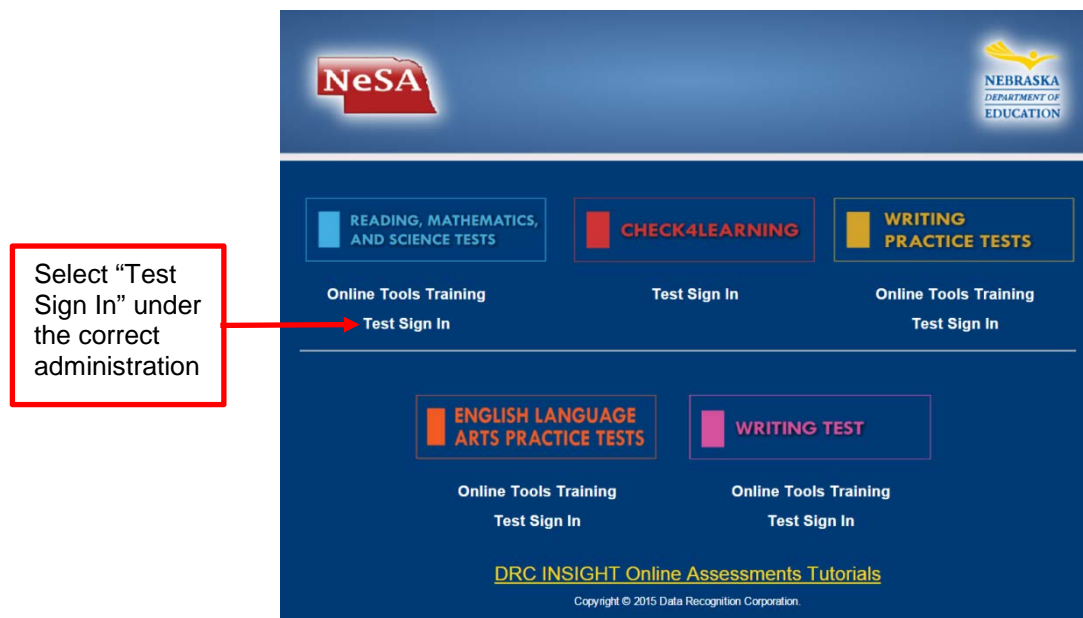 NeSA
NEBRASKA
DEPARTMENT OF
EDUCATION
READING, MATHEMATICS,
AND SCIENCE TESTS
CHECK4LEARNING
WRITING
PRACTICE TESTS
Select “Test
Sign In” under
the correct
administration
Online Tools Training
Test Sign In
Test Sign In
Online Tools Training
Test Sign In
ENGLISH LANGUAGE
ARTS PRACTICE TESTS
WRITING TEST
Online Tools Training
Test Sign In
Online Tools Training
Test Sign In
DRC INSIGHT Online Assessments Tutorials
Copyright © 2015 Data Recognition Corporation.